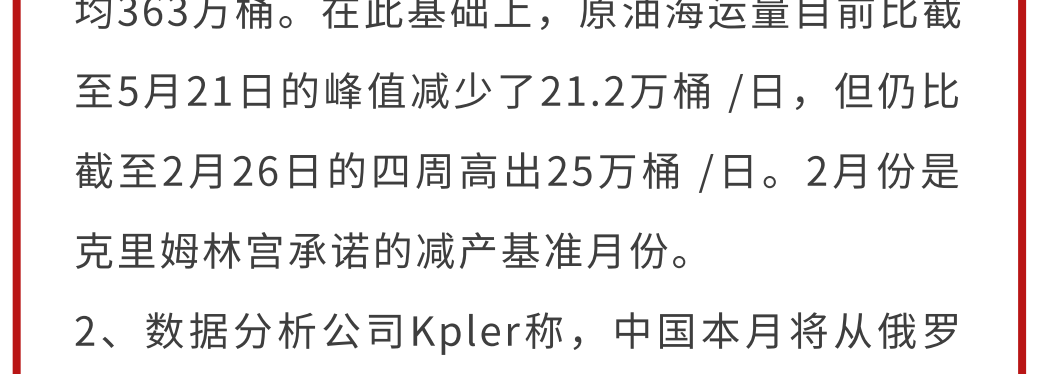 均363万桶。在此基础上，原油海运量目前比截
至5月21日的峰值减少了21.2万桶 /日，但仍比
截至2月26日的四周高出25万桶 /日。2月份是
克里姆林宫承诺的减产基准月份。
2、数据分析公司Kpler称，中国本月将从俄罗